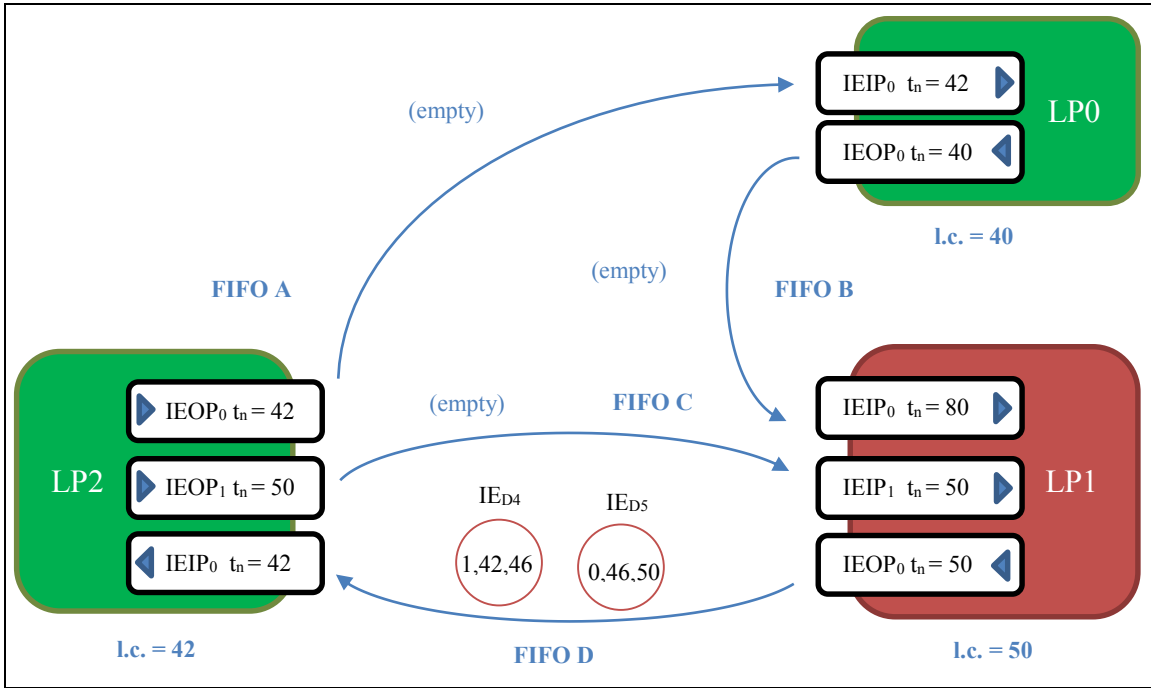 IEIP₀ tₙ = 42
LP0
IEOP₀ tₙ = 40
l.c. = 40
(empty)
FIFO A
(empty)
FIFO B
IEOP₀ tₙ = 42
LP2
IEOP₁ tₙ = 50
IEIP₀ tₙ = 42
l.c. = 42
(empty)
FIFO C
IED4
1,42,46
IED5
0,46,50
FIFO D
IEIP₀ tₙ = 80
IEIP₁ tₙ = 50
LP1
IEOP₀ tₙ = 50
l.c. = 50